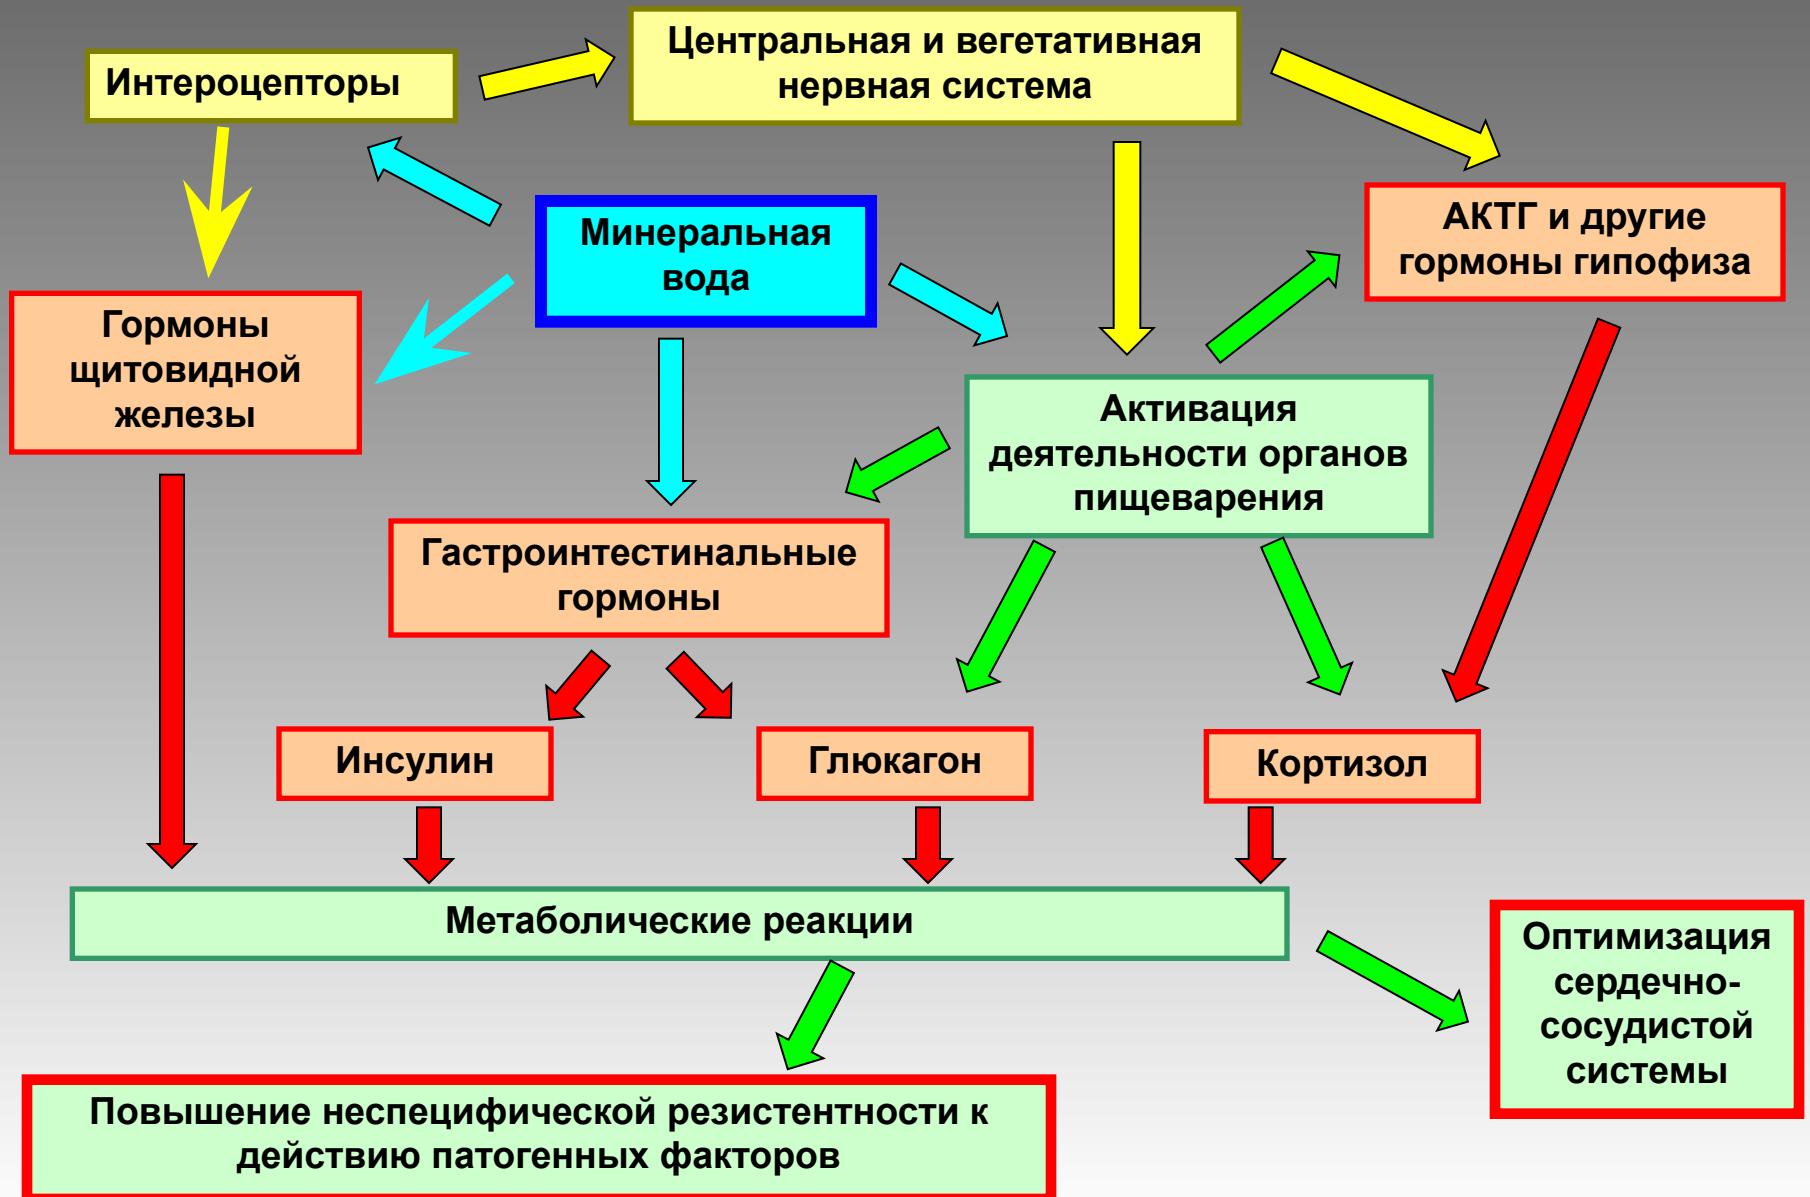 Центральная и вегетативная
нервная система
Интероцепторы
Минеральная
вода
АКТГ и другие
гормоны гипофиза
Гормоны
щитовидной
железы
Активация
деятельности органов
пищеварения
Гастроинтестинальные
гормоны
Инсулин
Глюкагон
Кортизол
Метаболические реакции
Оптимизация
сердечно-
сосудистой
системы
Повышение неспецифической резистентности к
действию патогенных факторов